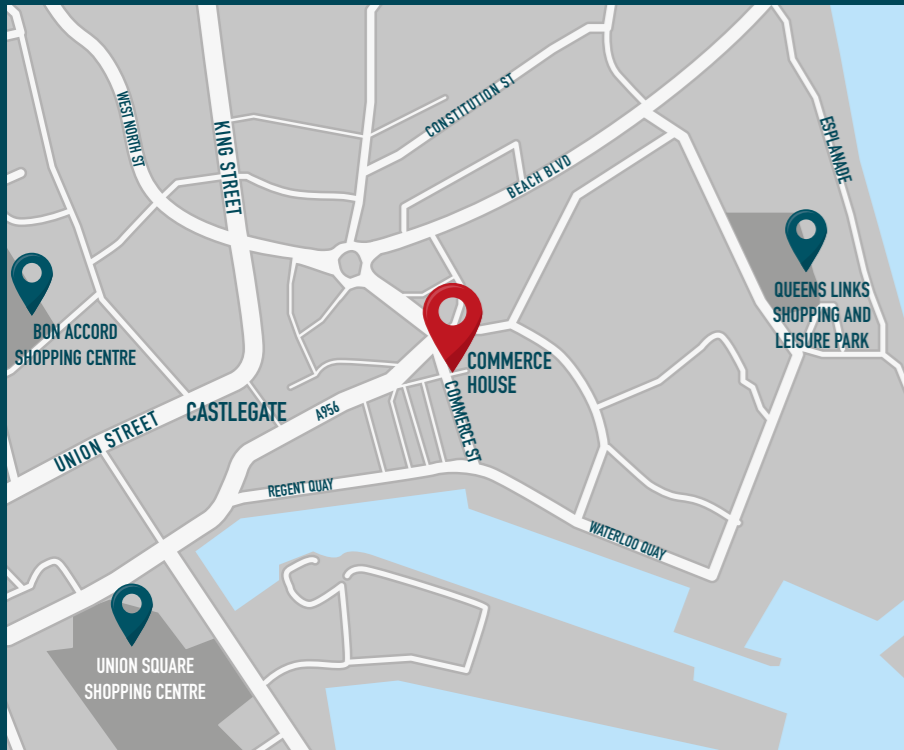 WEST NORTH ST
KING STREET
CONSTITUTION ST
BEACH BLVD
ESPLANADE
BON ACCORD
SHOPPING CENTRE
QUEENS LINKS
SHOPPING AND
LEISURE PARK
COMMERCE
HOUSE
COMMERCE ST
CASTLEGATE
A956
UNION STREET
REGENT QUAY
WATERLOO QUAY
UNION SQUARE
SHOPPING CENTRE